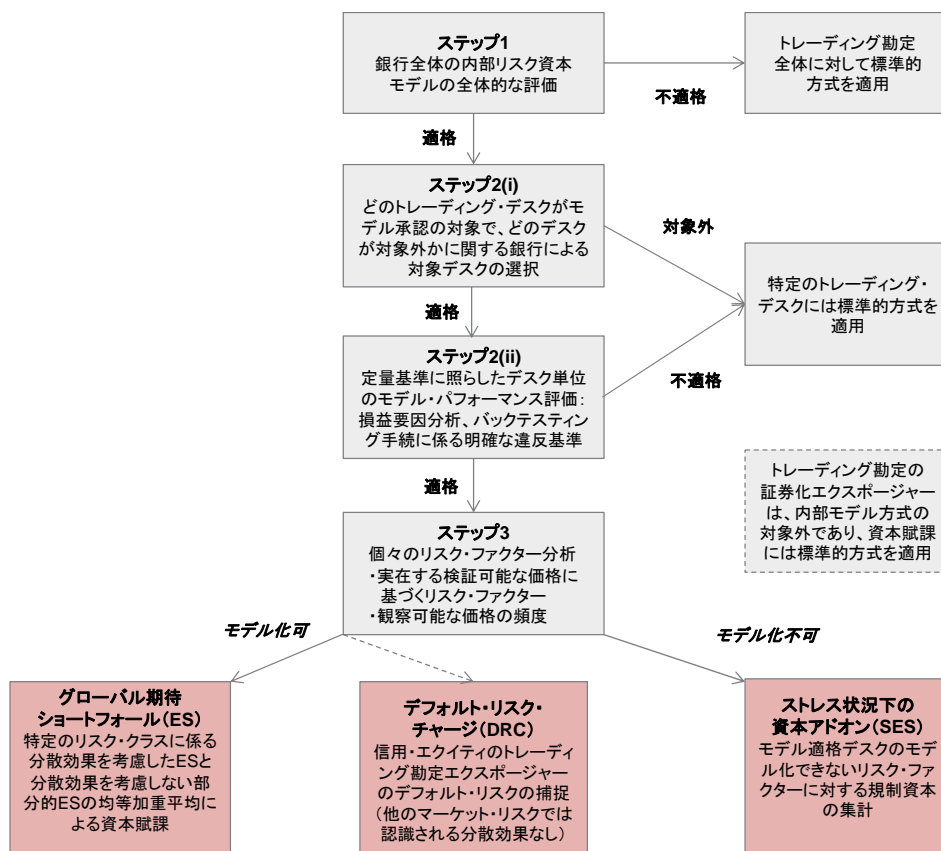 ステップ1
銀行全体の内部リスク資本
モデルの全体的な評価
トレーディング勘定
全体に対して標準的
方式を適用
不適格
適格
ステップ2(i)
どのトレーディング・デスクがモ
デル承認の対象で、どのデスク
が対象外かに関する銀行による
対象デスクの選択
対象外
特定のトレーディング・
デスクには標準的方式を
適用
適格
ステップ2(ii)
定量基準に照らしたデスク単位
のモデル・パフォーマンス評価:
損益要因分析、バックテスティン
グ手続に係る明確な違反基準
不適格
適格
トレーディング勘定の
証券化エクスポージャー
は、内部モデル方式の
対象外であり、資本賦課
には標準的方式を適用
ステップ3
個々のリスク・ファクター分析
・実在する検証可能な価格に
基づくリスク・ファクター
・観察可能な価格の頻度
モデル化可
モデル化不可
グローバル期待
ショートフォール(ES)
特定のリスク・クラスに係る
分散効果を考慮したESと
分散効果を考慮しない部
分的ESの均等加重平均に
よる資本賦課
デフォルト・リスク・
チャージ(DRC)
信用・エクイティのトレーディ
ング勘定エクスポージャー
のデフォルト・リスクの捕捉
(他のマーケット・リスクでは
認識される分散効果なし)
ストレス状況下の
資本アドオン(SES)
モデル適格デスクのモデ
ル化できないリスク・ファ
クターに対する規制資本
の集計